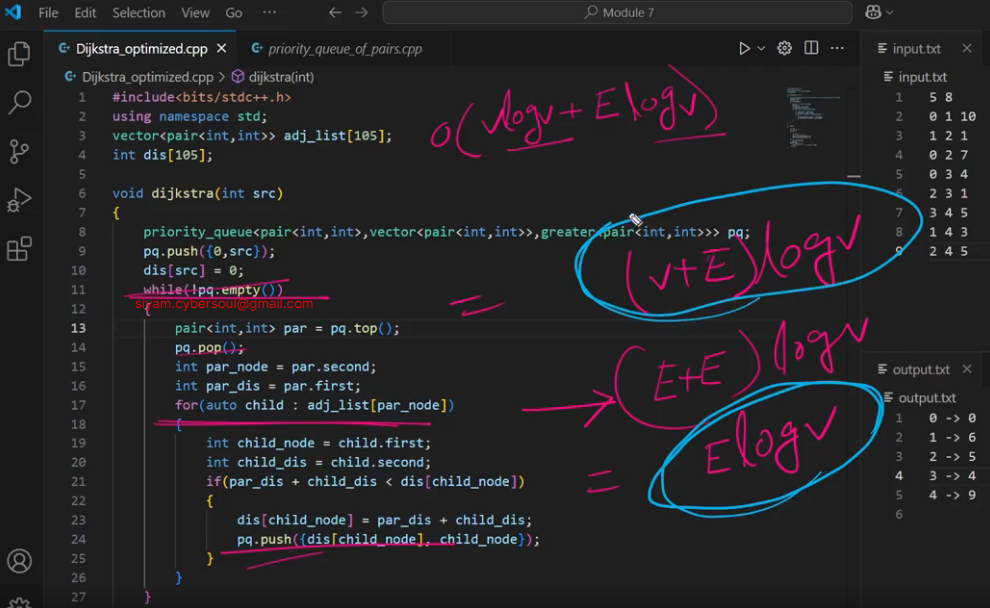 File Edit Selection View Go ··· ← → Module 7
Dijkstra_optimized.cpp × priority_queue_of_pairs.cpp ··· input.txt ×
Dijkstra_optimized.cpp > dijkstra(int)
1 #include<bits/stdc++.h>
2 using namespace std;
3 vector<pair<int,int>> adj_list[105];
4 int dis[105];
5
6 void dijkstra(int src)
7 {
8 priority_queue<pair<int,int>,vector<pair<int,int>>,greater<pair<int,int>>> pq;
9 pq.push({0,src});
10 dis[src] = 0;
11 while(!pq.empty())
siyam.cybersoul@gmail.com
12 {
13 pair<int,int> par = pq.top();
14 pq.pop();
15 int par_node = par.second;
16 int par_dis = par.first;
17 for(auto child : adj_list[par_node])
18 {
19 int child_node = child.first;
20 int child_dis = child.second;
21 if(par_dis + child_dis < dis[child_node])
22 {
23 dis[child_node] = par_dis + child_dis;
24 pq.push({dis[child_node], child_node});
25 }
26 }
27 }
O(vlogv + E logv)
= (v+E) logv
→ (E+E) logv
= E logv
input.txt
1 5 8
2 0 1 10
3 1 2 1
4 0 2 7
5 0 3 4
6 2 3 1
7 3 4 5
8 1 4 3
9 2 4 5
output.txt ×
output.txt
1 0 -> 0
2 1 -> 6
3 2 -> 5
4 3 -> 4
5 4 -> 9
6